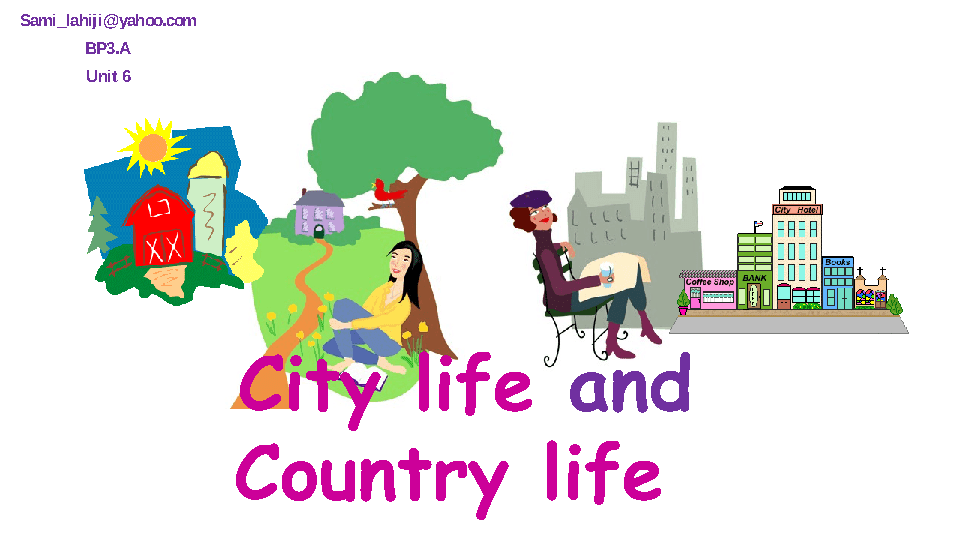 Sami_lahiji@yahoo.com
BP3.A
Unit 6
City Hotel
Books
Coffee Shop
BANK
City life and
Country life